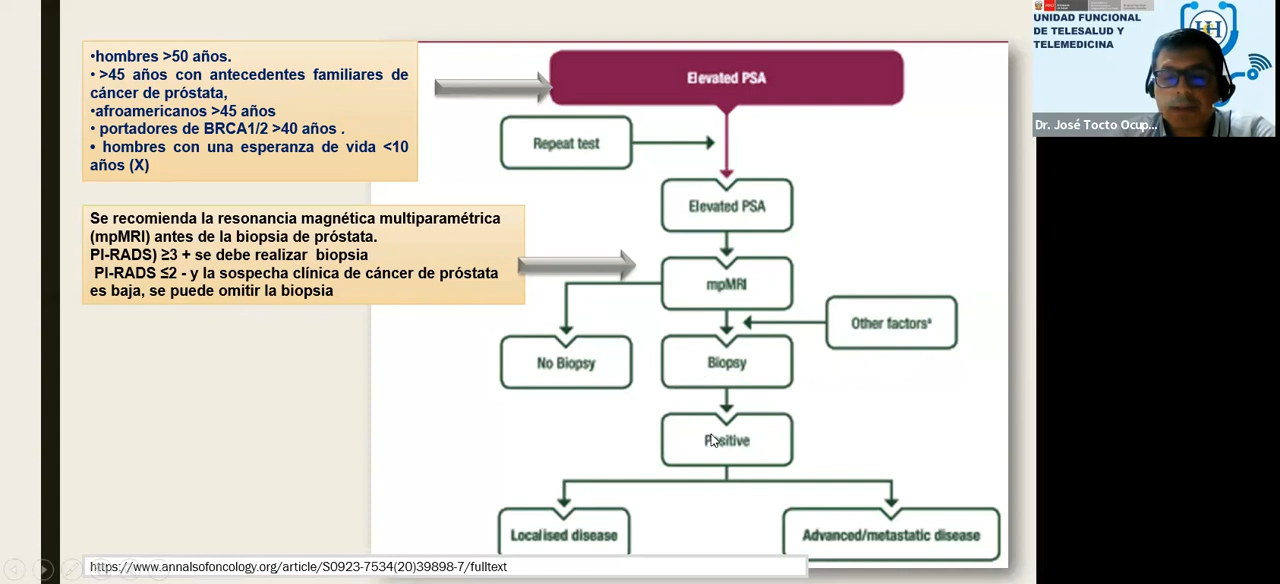 •hombres >50 años.
• >45 años con antecedentes familiares de
cáncer de próstata,
•afroamericanos >45 años
• portadores de BRCA1/2 >40 años .
• hombres con una esperanza de vida <10
años (X)
Se recomienda la resonancia magnética multiparamétrica
(mpMRI) antes de la biopsia de próstata.
PI-RADS) ≥3 + se debe realizar biopsia
PI-RADS ≤2 - y la sospecha clínica de cáncer de próstata
es baja, se puede omitir la biopsia
Elevated PSA
Repeat test
Elevated PSA
mpMRI
Other factorsᵃ
No Biopsy
Biopsy
Positive
Localised disease
Advanced/metastatic disease
https://www.annalsofoncology.org/article/S0923-7534(20)39898-7/fulltext
UNIDAD FUNCIONAL
DE TELESALUD Y
TELEMEDICINA
Dr. José Tocto Ocup...